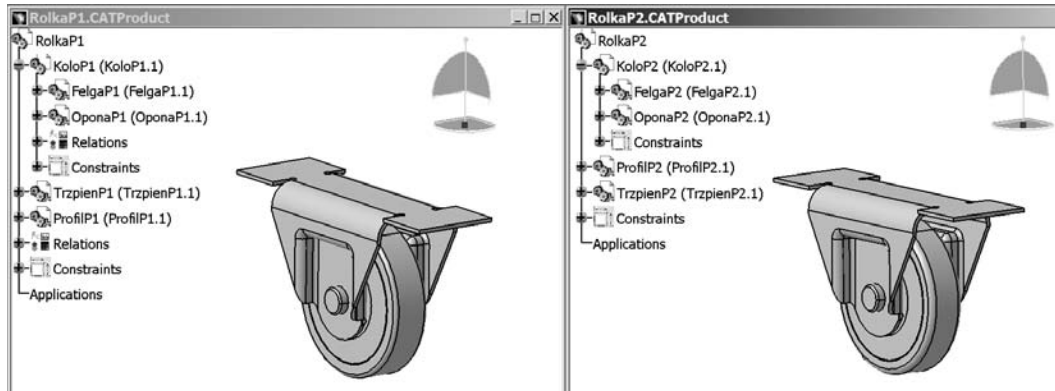 RolkaP1.CATProduct
RolkaP1
KoloP1 (KoloP1.1)
FelgaP1 (FelgaP1.1)
OponaP1 (OponaP1.1)
Relations
Constraints
TrzpienP1 (TrzpienP1.1)
ProfilP1 (ProfilP1.1)
Relations
Constraints
Applications
RolkaP2.CATProduct
RolkaP2
KoloP2 (KoloP2.1)
FelgaP2 (FelgaP2.1)
OponaP2 (OponaP2.1)
Constraints
ProfilP2 (ProfilP2.1)
TrzpienP2 (TrzpienP2.1)
Constraints
Applications